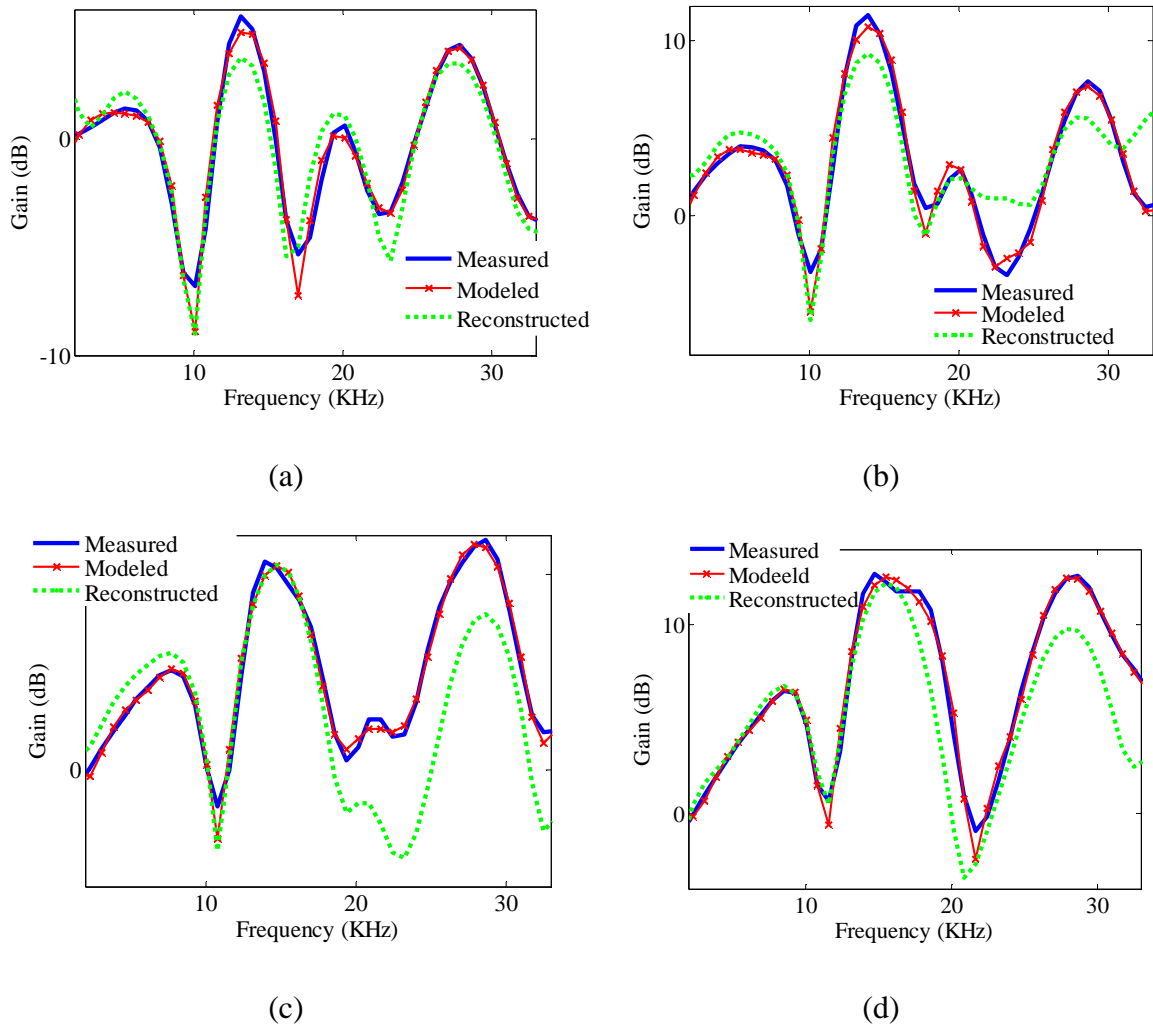 Gain (dB)
0
-10
10
20
30
Frequency (KHz)
Measured
Modeled
Reconstructed
(a)
Gain (dB)
10
0
10
20
30
Frequency (KHz)
Measured
Modeled
Reconstructed
(b)
Measured
Modeled
Reconstructed
Gain (dB)
0
10
20
30
Frequency (KHz)
(c)
Measured
Modeeld
Reconstructed
Gain (dB)
10
0
10
20
30
Frequency (KHz)
(d)